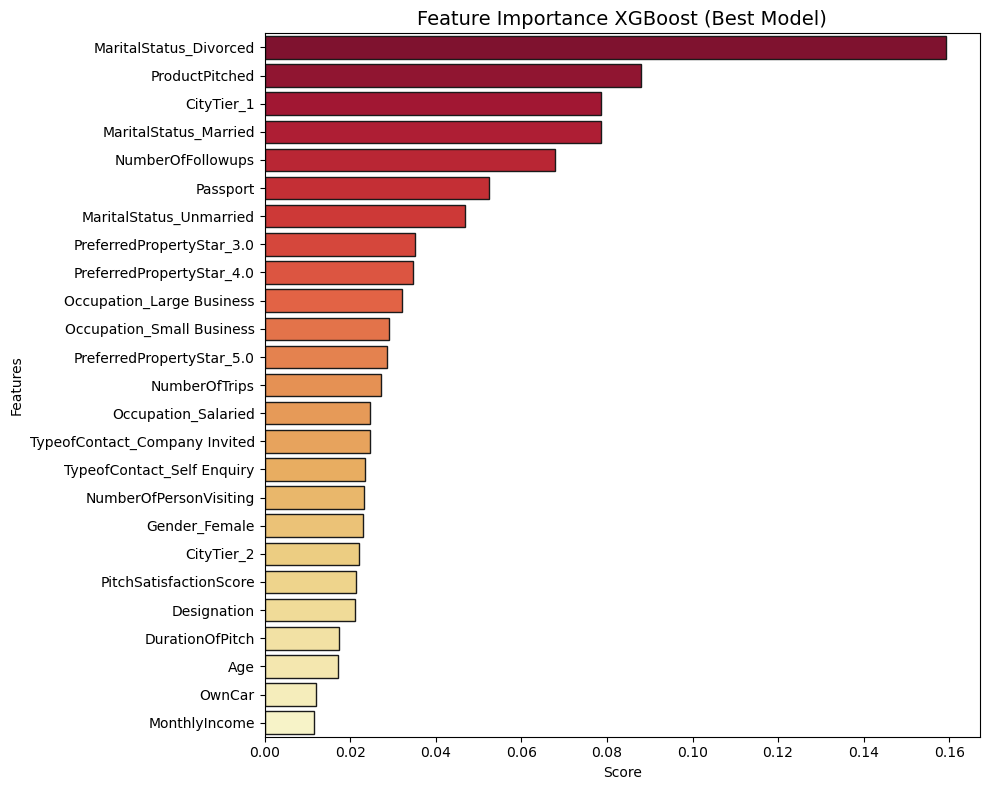 Feature Importance XGBoost (Best Model)
MaritalStatus_Divorced
ProductPitched
CityTier_1
MaritalStatus_Married
NumberOfFollowups
Passport
MaritalStatus_Unmarried
PreferredPropertyStar_3.0
PreferredPropertyStar_4.0
Occupation_Large Business
Occupation_Small Business
PreferredPropertyStar_5.0
NumberOfTrips
Occupation_Salaried
TypeofContact_Company Invited
TypeofContact_Self Enquiry
NumberOfPersonVisiting
Gender_Female
CityTier_2
PitchSatisfactionScore
Designation
DurationOfPitch
Age
OwnCar
MonthlyIncome
Features
0.00 0.02 0.04 0.06 0.08 0.10 0.12 0.14 0.16
Score